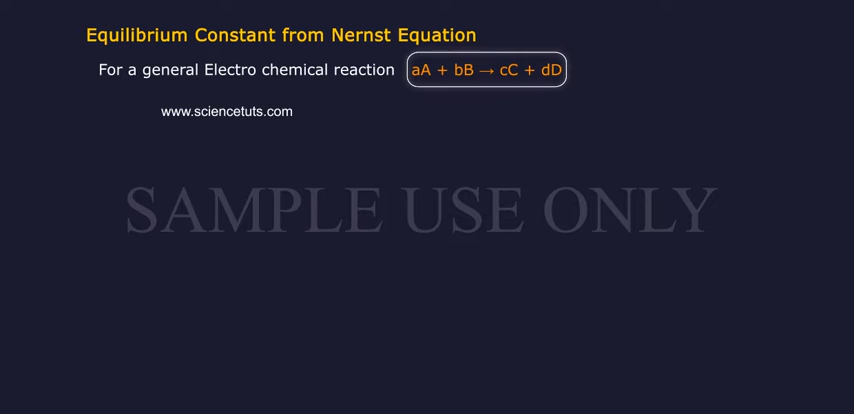 Equilibrium Constant from Nernst Equation
For a general Electro chemical reaction aA + bB → cC + dD
www.sciencetuts.com
SAMPLE USE ONLY